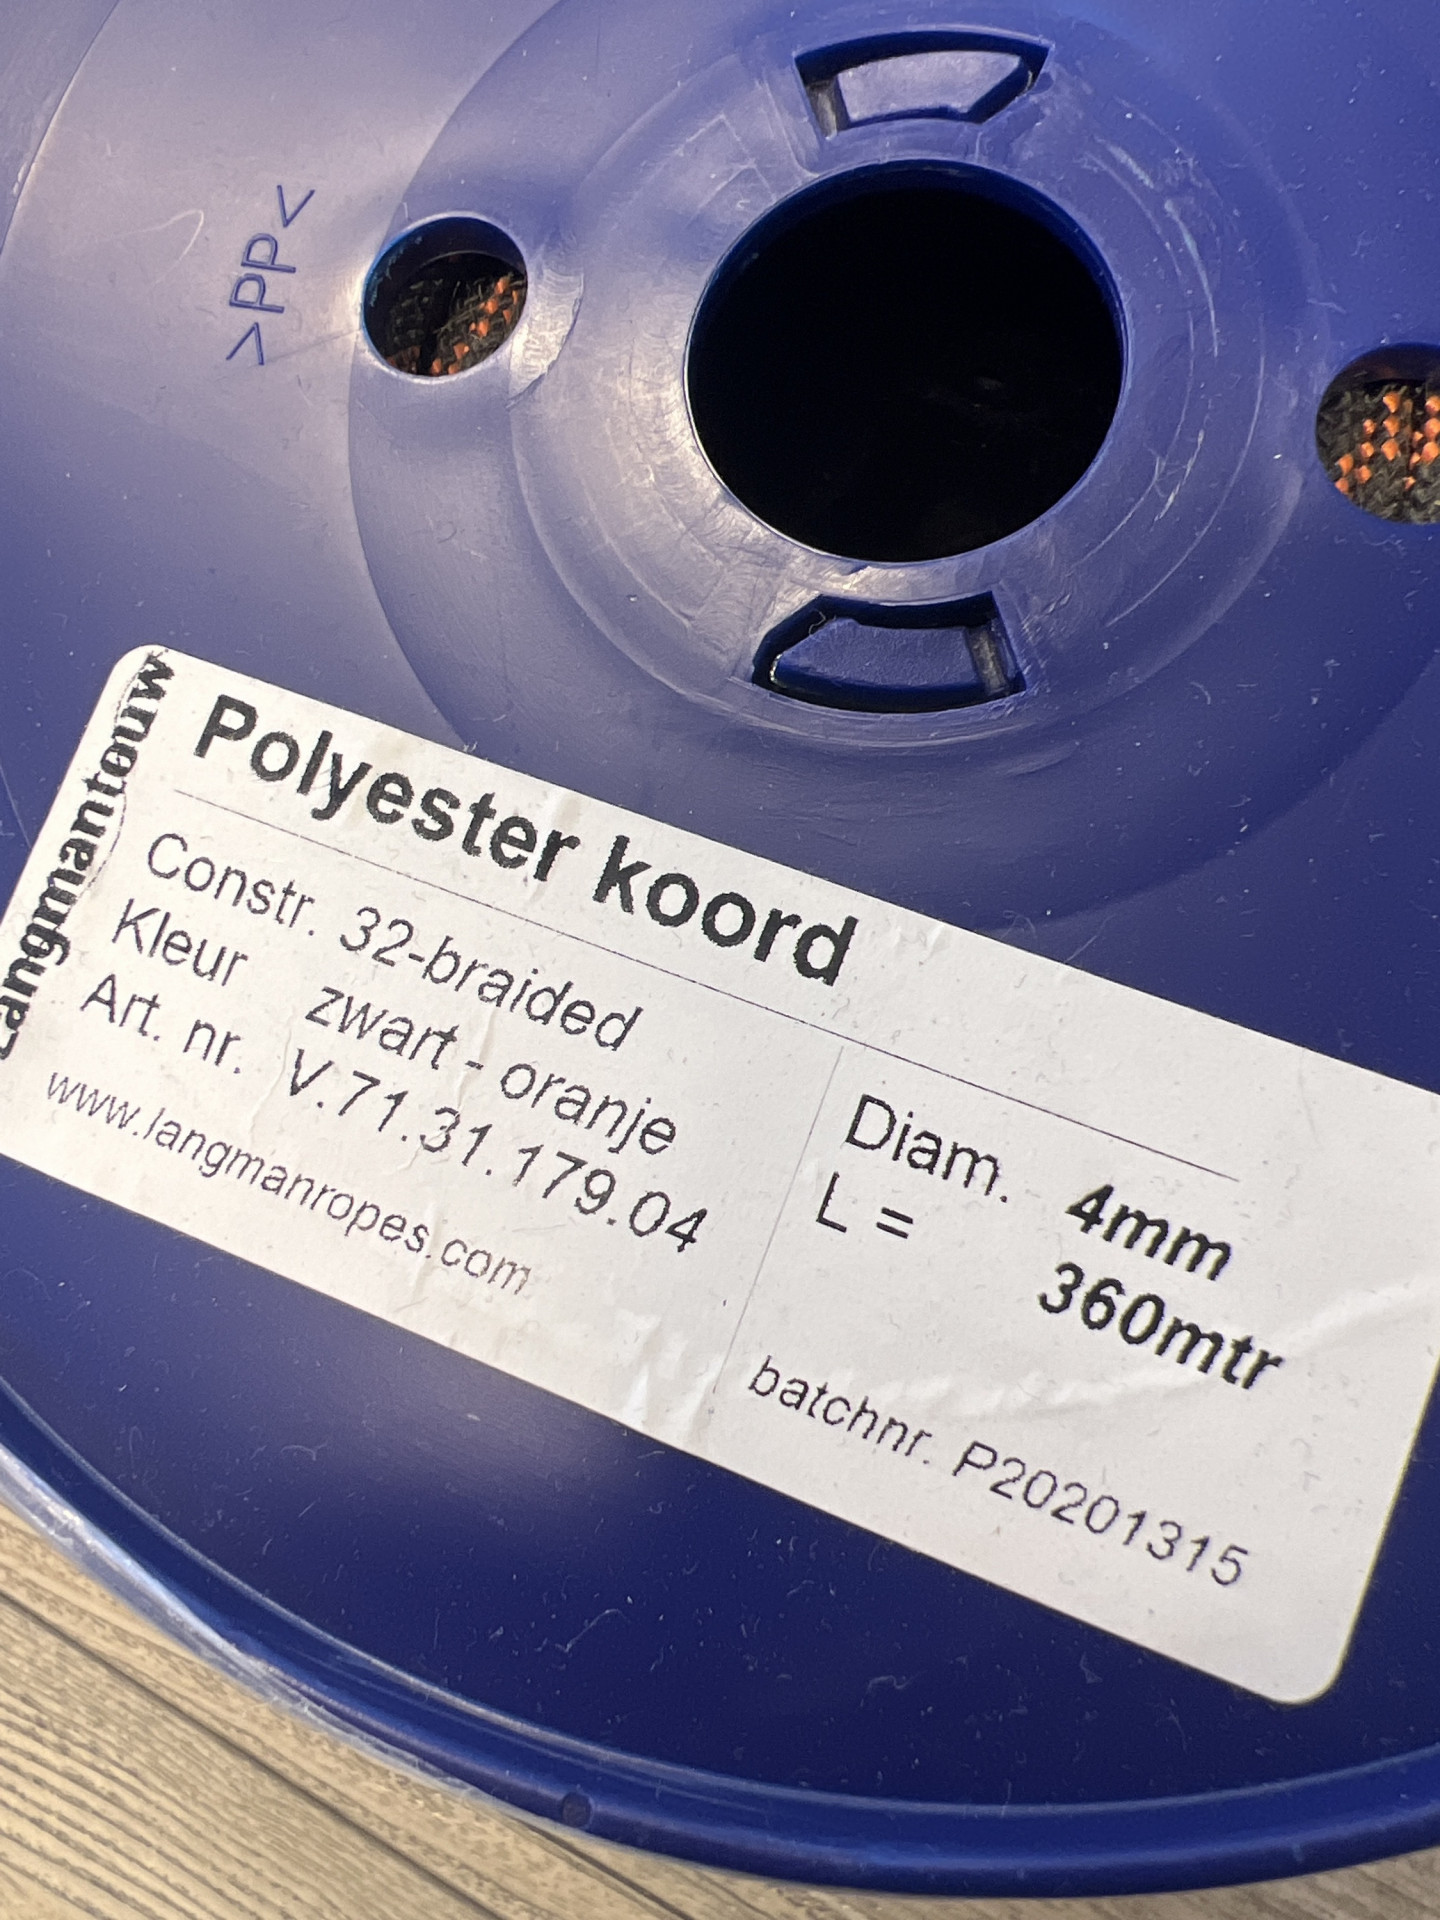 >PP<
Langmantouw
Polyester koord
Constr. 32-braided
Kleur zwart - oranje
Art. nr. V.71.31.179.04
www.langmanropes.com
Diam. 4mm
L = 360mtr
batchnr. P20201315